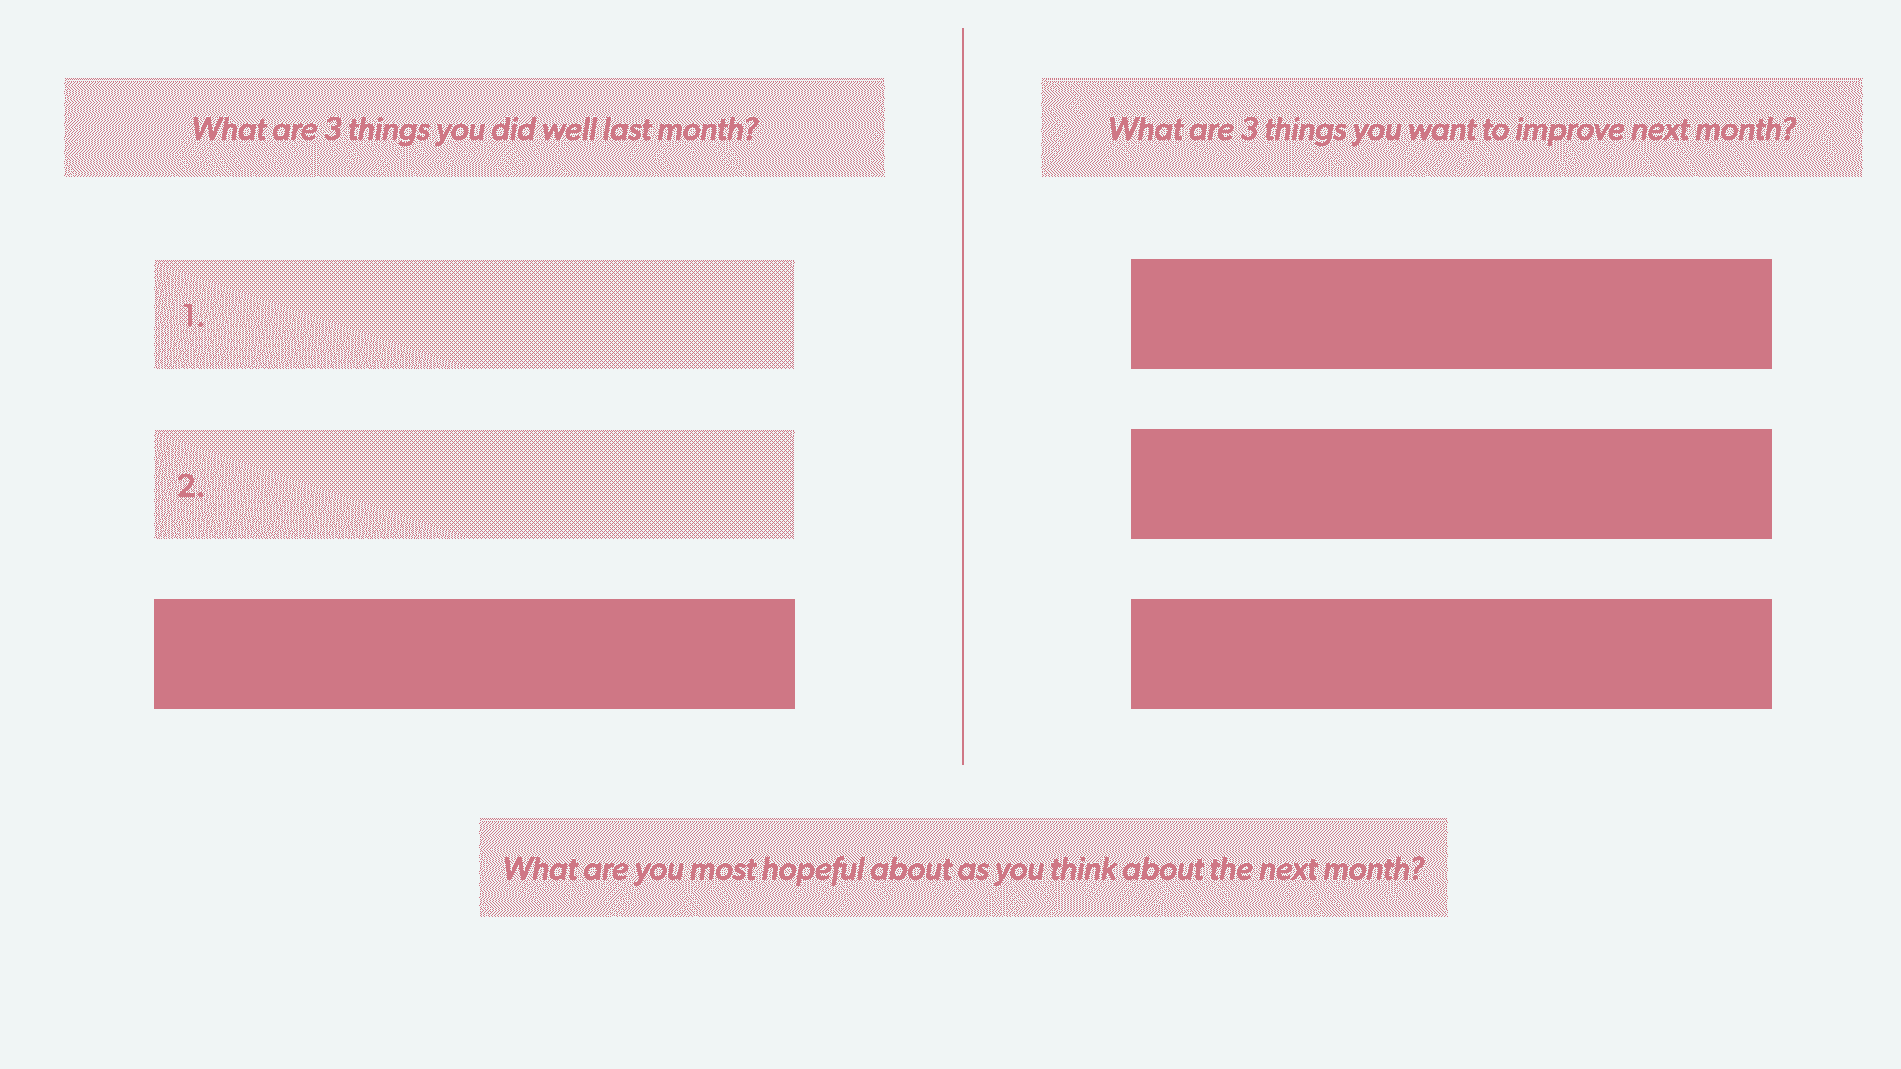 What are 3 things you did well last month?
1.
2.
What are 3 things you want to improve next month?
What are you most hopeful about as you think about the next month?